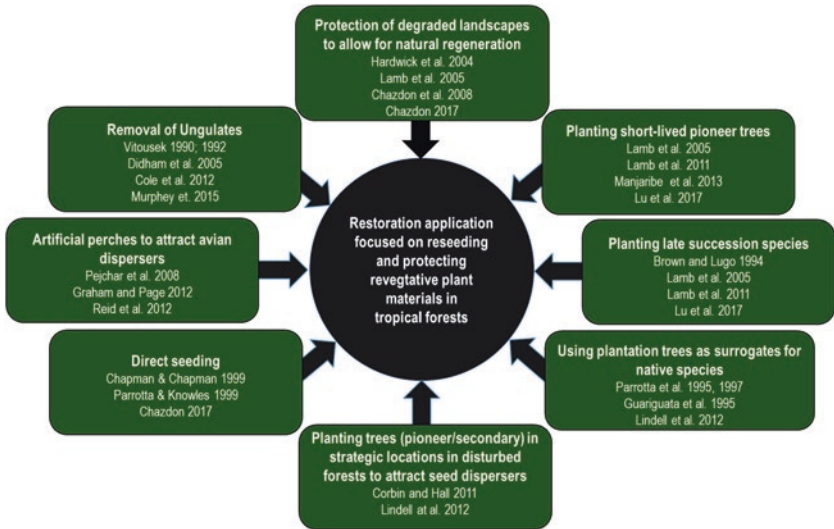 Protection of degraded landscapes
to allow for natural regeneration
Hardwick et al. 2004
Lamb et al. 2005
Chazdon et al. 2008
Chazdon 2017
Removal of Ungulates
Vitousek 1990; 1992
Didham et al. 2005
Cole et al. 2012
Murphey et. 2015
Planting short-lived pioneer trees
Lamb et al. 2005
Lamb et al. 2011
Manjaribe et al. 2013
Lu et al. 2017
Artificial perches to attract avian
dispersers
Pejchar et al. 2008
Graham and Page 2012
Reid et al. 2012
Restoration application
focused on reseeding
and protecting
revegtative plant
materials in
tropical forests
Planting late succession species
Brown and Lugo 1994
Lamb et al. 2005
Lamb et al. 2011
Lu et al. 2017
Direct seeding
Chapman & Chapman 1999
Parrotta & Knowles 1999
Chazdon 2017
Using plantation trees as surrogates for
native species
Parrotta et al. 1995, 1997
Guariguata et al. 1995
Lindell et al. 2012
Planting trees (pioneer/secondary) in
strategic locations in disturbed
forests to attract seed dispersers
Corbin and Hall 2011
Lindell at al. 2012